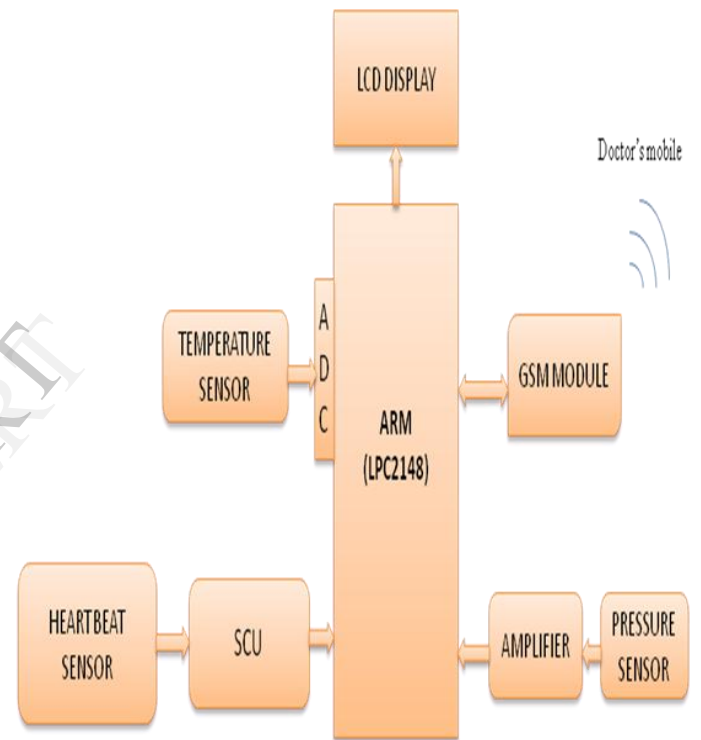 LCD DISPLAY
Doctor's mobile
TEMPERATURE
SENSOR
A
D
C
ARM
(LPC2148)
GSM MODULE
HEARTBEAT
SENSOR
SCU
AMPLIFIER
PRESSURE
SENSOR